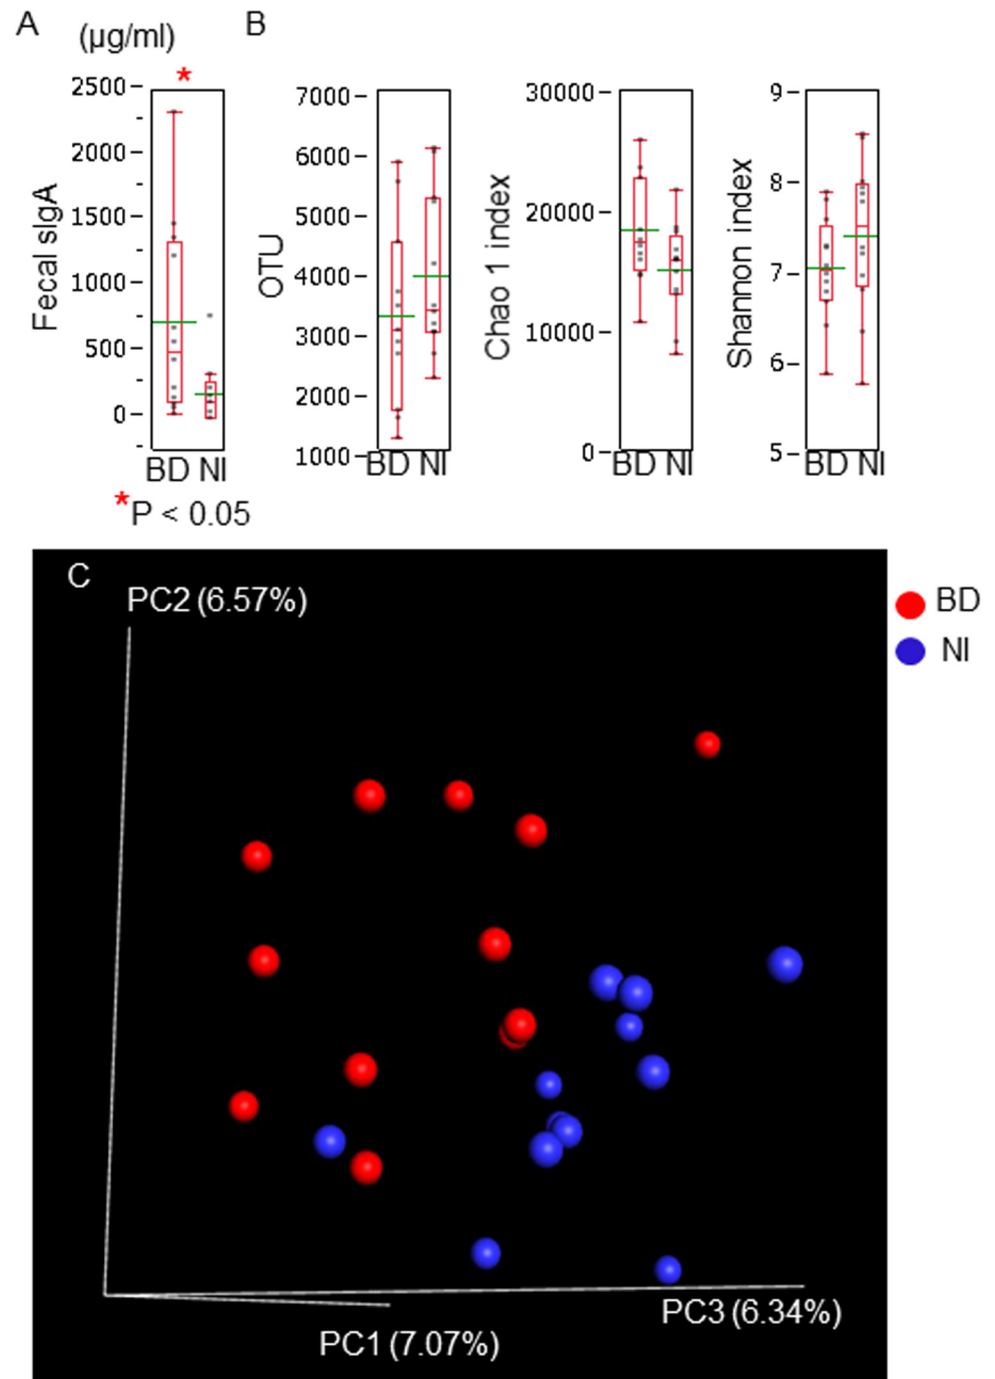 A
(µg/ml)
*
Fecal sIgA
2500
2000
1500
1000
500
0
BD NI
*P < 0.05
B
OTU
7000
6000
5000
4000
3000
2000
1000
BD NI
Chao 1 index
30000
20000
10000
0
BD NI
Shannon index
9
8
7
6
5
BD NI
C
PC2 (6.57%)
PC1 (7.07%)
PC3 (6.34%)
BD
NI